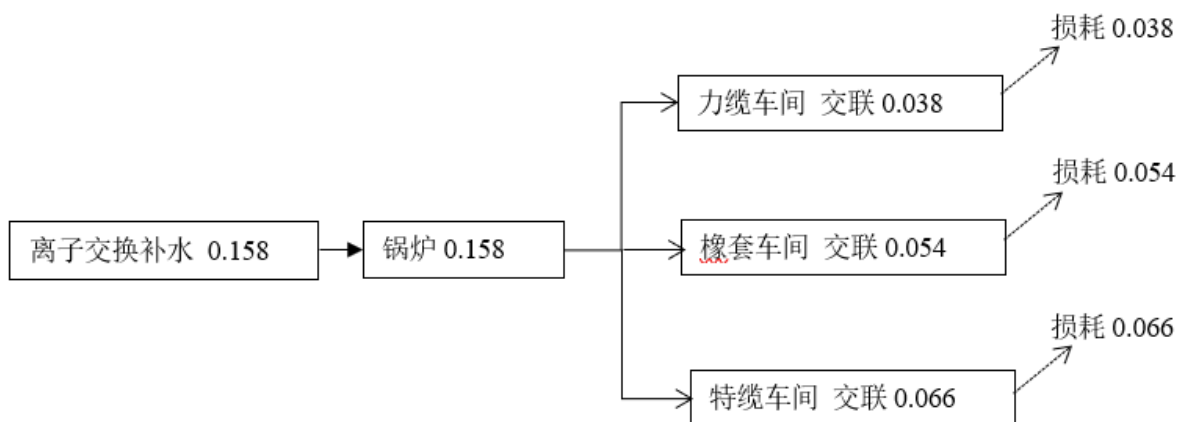 损耗 0.038
力缆车间 交联 0.038
损耗 0.054
离子交换补水 0.158
锅炉 0.158
橡套车间 交联 0.054
损耗 0.066
特缆车间 交联 0.066